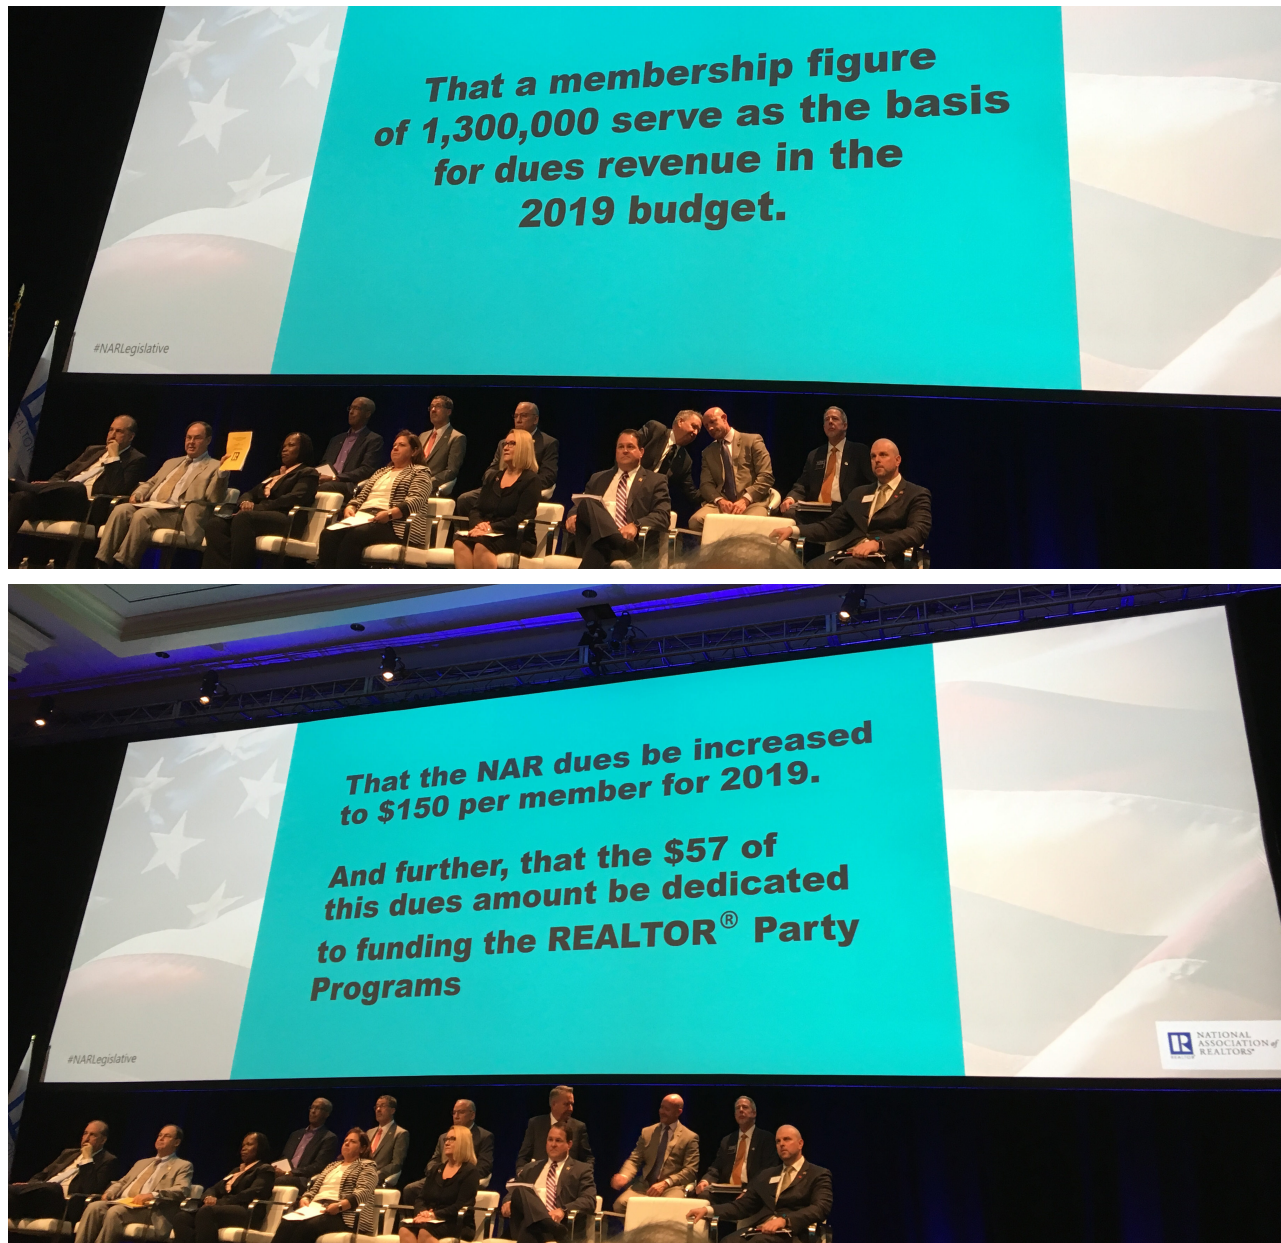 That a membership figure
of 1,300,000 serve as the basis
for dues revenue in the
2019 budget.
#NARLegislative
That the NAR dues be increased
to $150 per member for 2019.
And further, that the $57 of
this dues amount be dedicated
to funding the REALTOR® Party
Programs
#NARLegislative
NATIONAL
ASSOCIATION of
REALTORS®